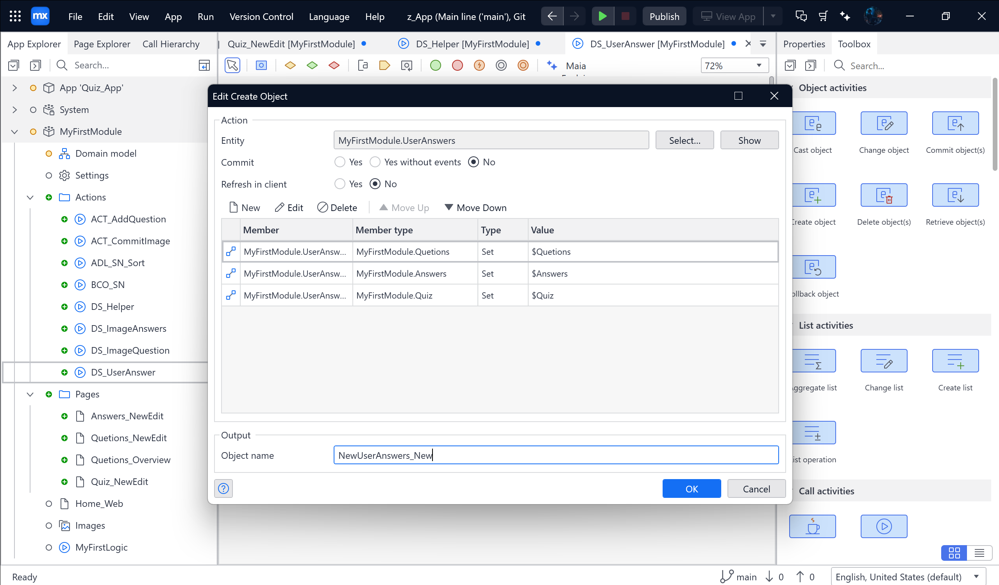 mx File Edit View App Run Version Control Language Help z_App (Main line ('main'), Git Publish View App
App Explorer Page Explorer Call Hierarchy Quiz_NewEdit [MyFirstModule] DS_Helper [MyFirstModule] DS_UserAnswer [MyFirstModule] Properties Toolbox
Search... Maia 72% Search...
App 'Quiz_App'
System
MyFirstModule
Domain model
Settings
Actions
ACT_AddQuestion
ACT_CommitImage
ADL_SN_Sort
BCO_SN
DS_Helper
DS_ImageAnswers
DS_ImageQuestion
DS_UserAnswer
Pages
Answers_NewEdit
Quetions_NewEdit
Quetions_Overview
Quiz_NewEdit
Home_Web
Images
MyFirstLogic
Edit Create Object
Action
Entity MyFirstModule.UserAnswers Select... Show
Commit Yes Yes without events No
Refresh in client Yes No
New Edit Delete Move Up Move Down
Member Member type Type Value
MyFirstModule.UserAnsw... MyFirstModule.Quetions Set $Quetions
MyFirstModule.UserAnsw... MyFirstModule.Answers Set $Answers
MyFirstModule.UserAnsw... MyFirstModule.Quiz Set $Quiz
Output
Object name NewUserAnswers_New
OK Cancel
Object activities
Cast object Change object Commit object(s)
Create object Delete object(s) Retrieve object(s)
ollback object
List activities
ggregate list Change list Create list
ist operation
Call activities
Ready main 0 0 English, United States (default)